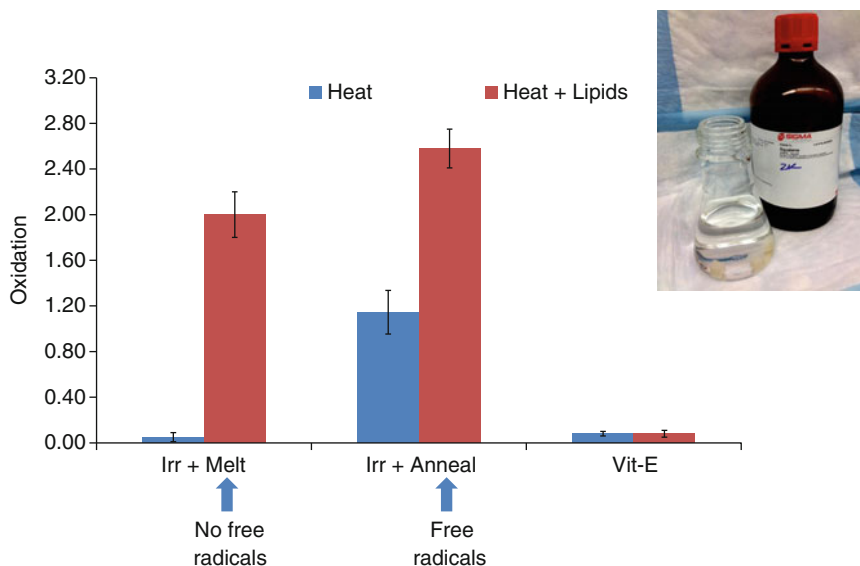 3.20
2.80
2.40
2.00
1.60
1.20
0.80
0.40
0.00
Oxidation
Heat
Heat + Lipids
Irr + Melt
Irr + Anneal
Vit-E
No free
radicals
Free
radicals
SIGMA